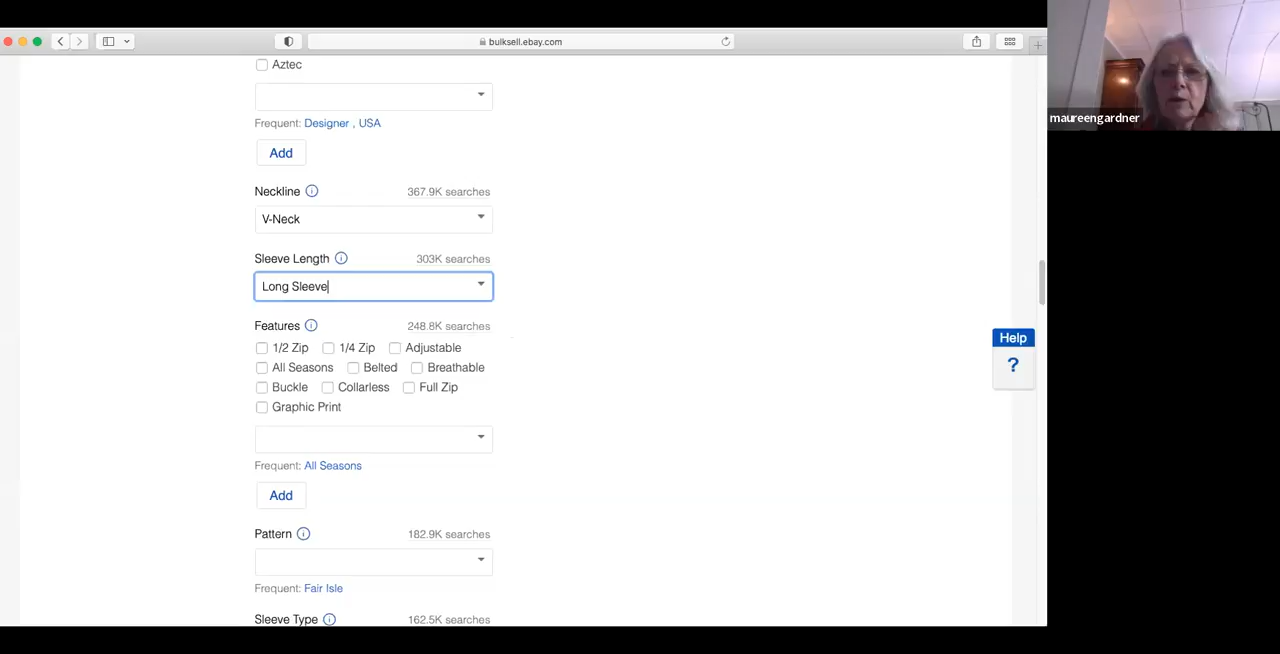 bulksell.ebay.com
Aztec
Frequent: Designer , USA
Add
Neckline 367.9K searches
V-Neck
Sleeve Length 303K searches
Long Sleeve
Features 248.8K searches
1/2 Zip 1/4 Zip Adjustable
All Seasons Belted Breathable
Buckle Collarless Full Zip
Graphic Print
Frequent: All Seasons
Add
Pattern 182.9K searches
Frequent: Fair Isle
Sleeve Type 162.5K searches
Help
?
maureengardner